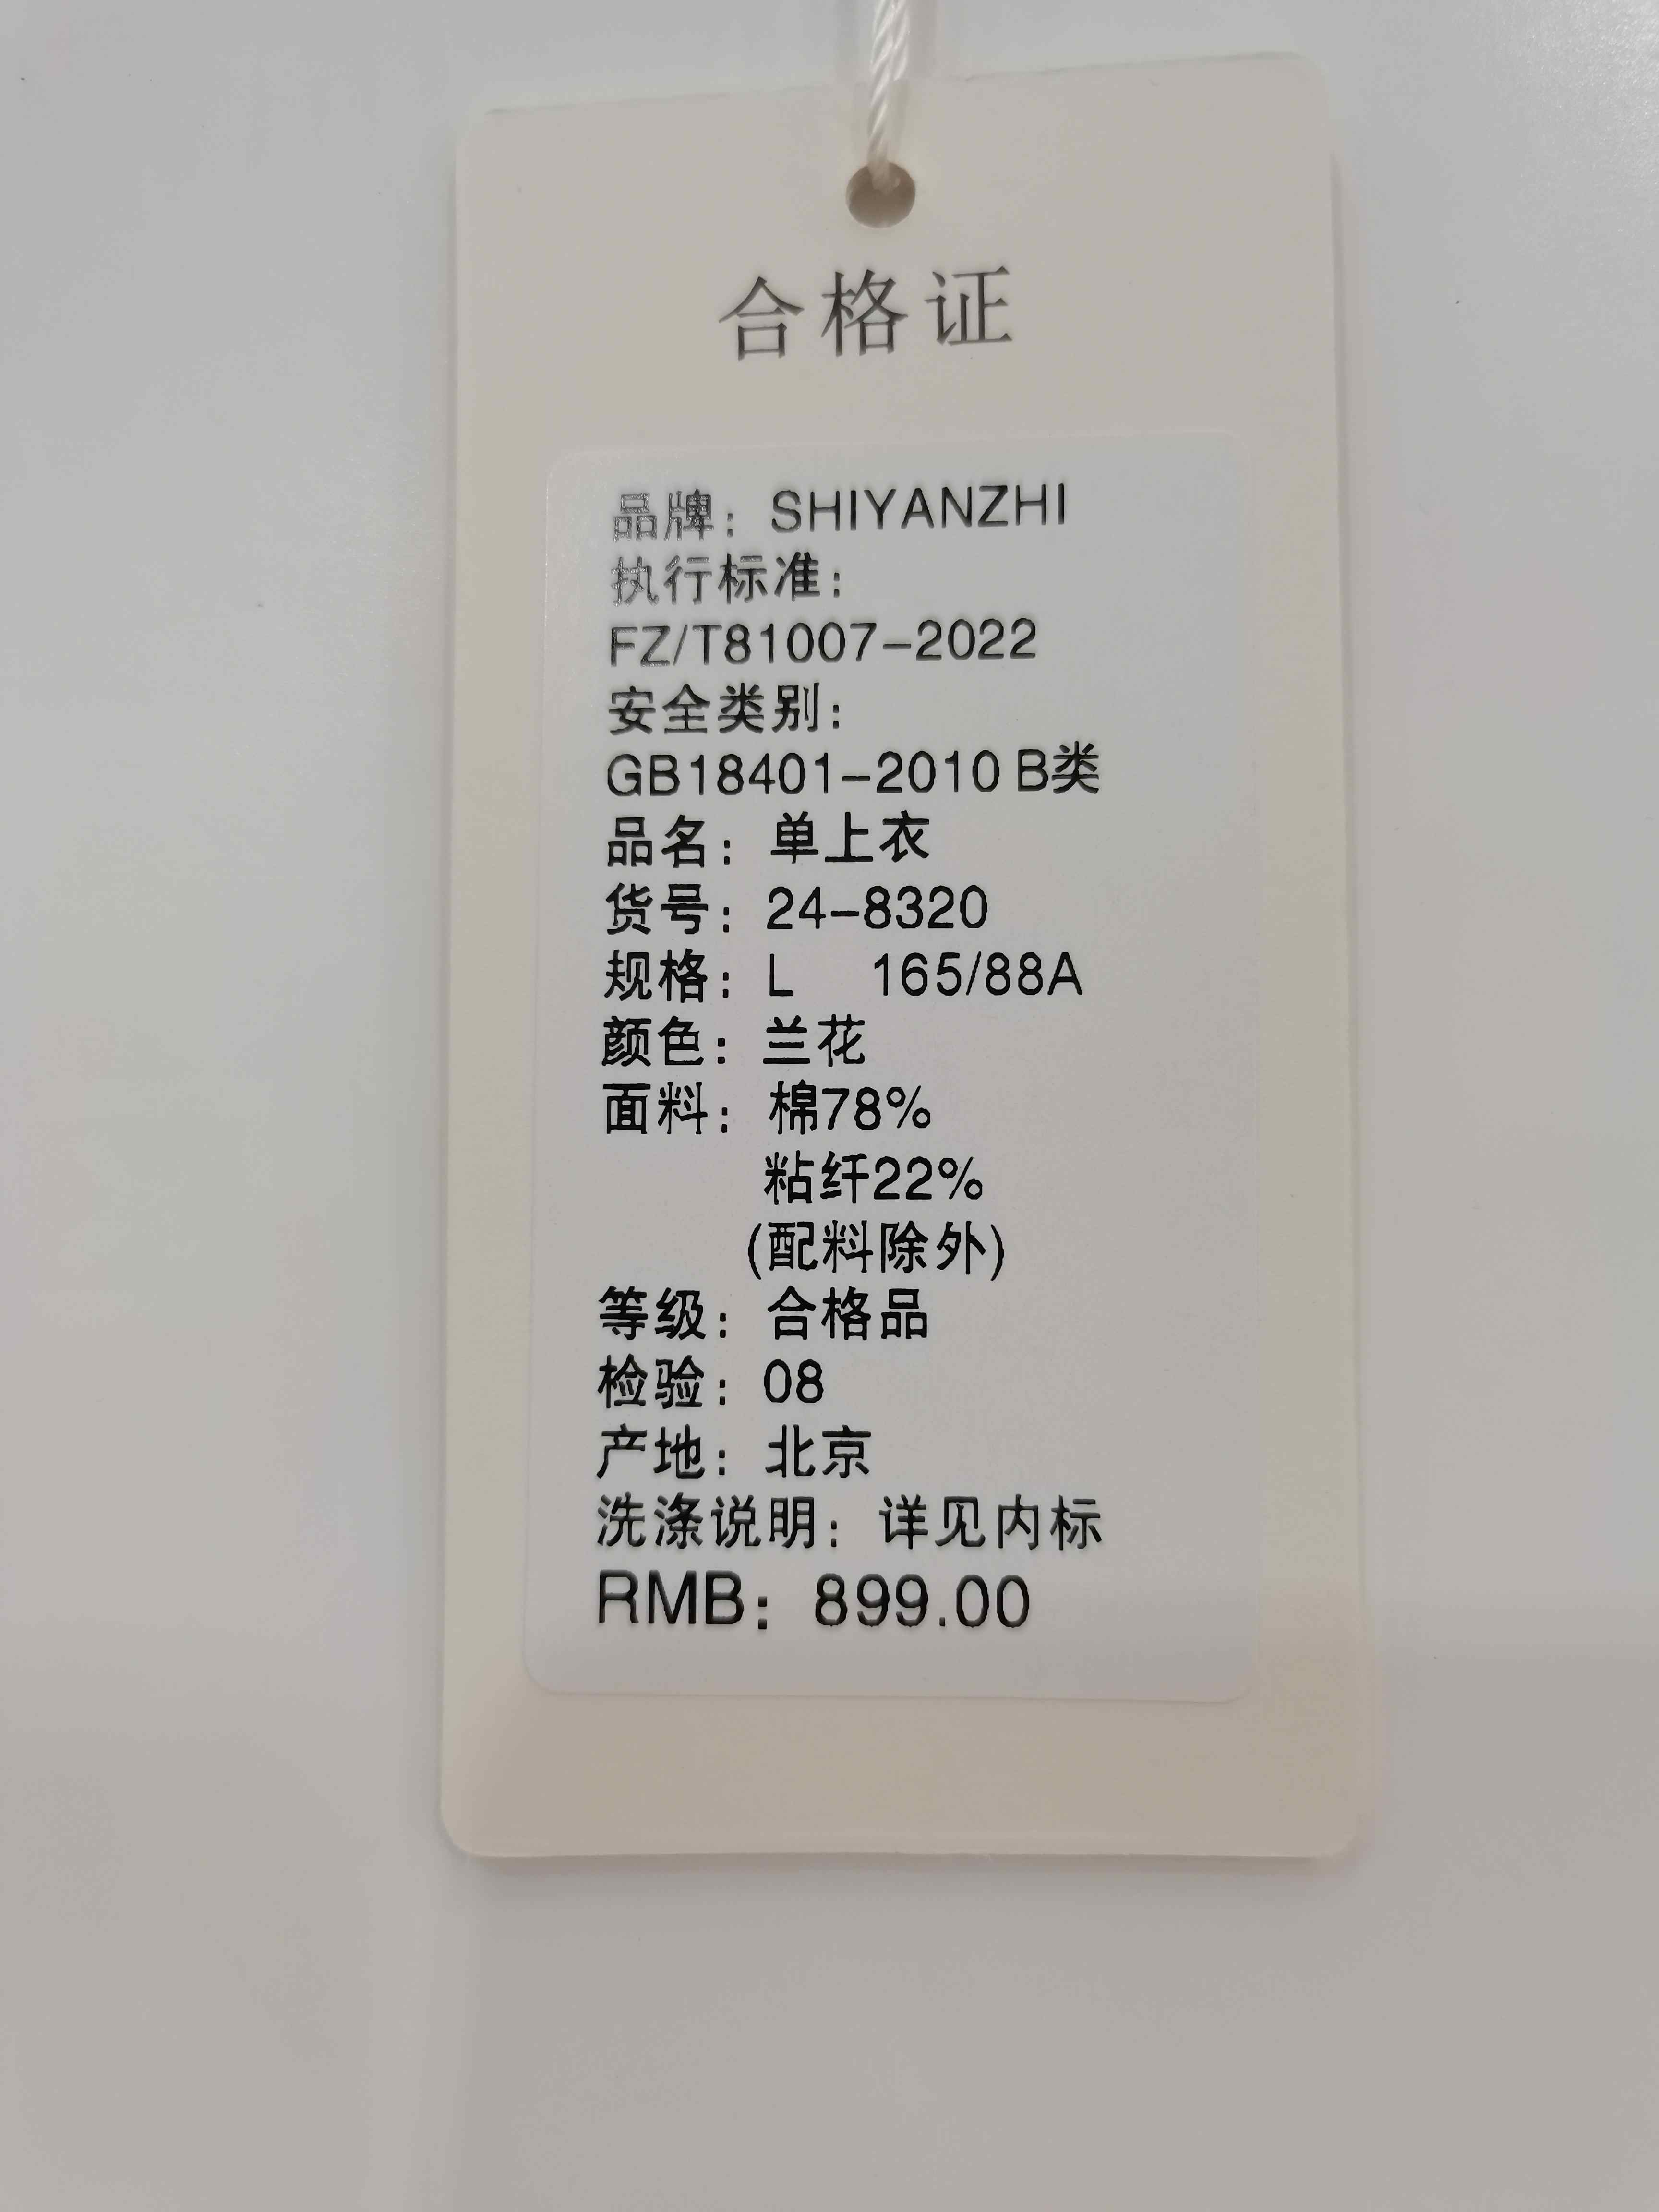 合格证
品牌：SHIYANZHI
执行标准：
FZ/T81007-2022
安全类别：
GB18401-2010 B类
品名：单上衣
货号：24-8320
规格：L 165/88A
颜色：兰花
面料：棉78%
粘纤22%
(配料除外)
等级：合格品
检验：08
产地：北京
洗涤说明：详见内标
RMB：899.00